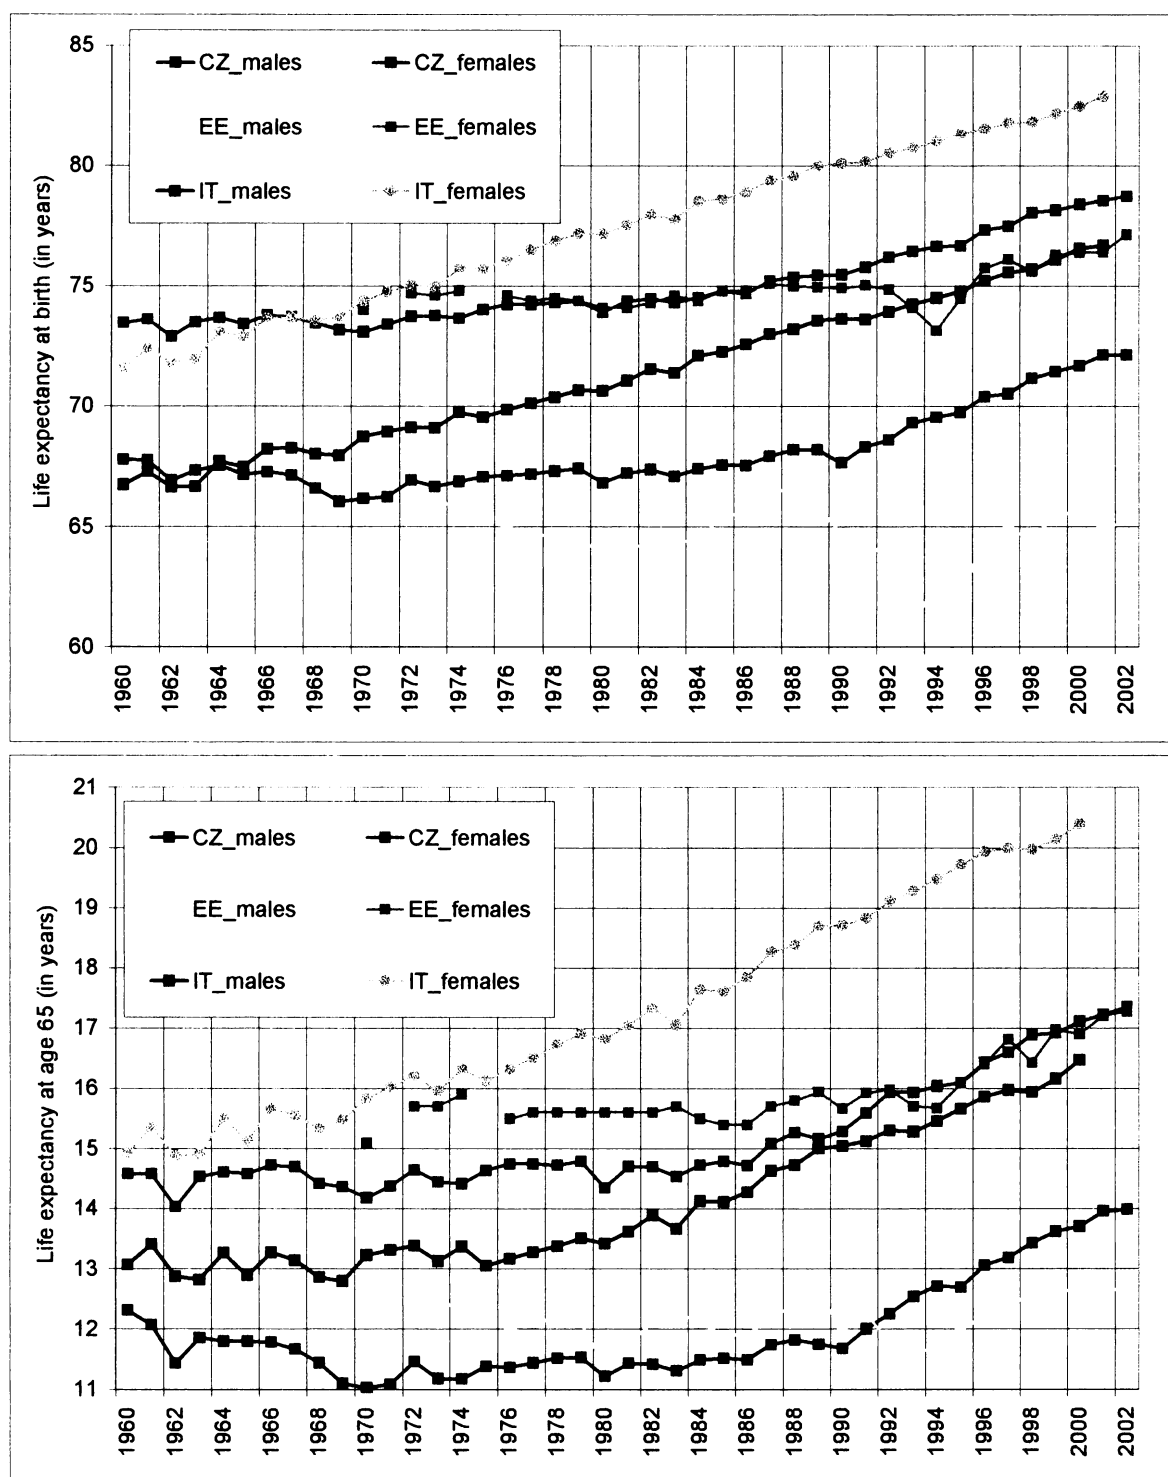 Life expectancy at birth (in years)
85
80
75
70
65
60
CZ_males CZ_females
EE_males EE_females
IT_males IT_females
1960 1962 1964 1966 1968 1970 1972 1974 1976 1978 1980 1982 1984 1986 1988 1990 1992 1994 1996 1998 2000 2002
Life expectancy at age 65 (in years)
21
20
19
18
17
16
15
14
13
12
11
CZ_males CZ_females
EE_males EE_females
IT_males IT_females
1960 1962 1964 1966 1968 1970 1972 1974 1976 1978 1980 1982 1984 1986 1988 1990 1992 1994 1996 1998 2000 2002